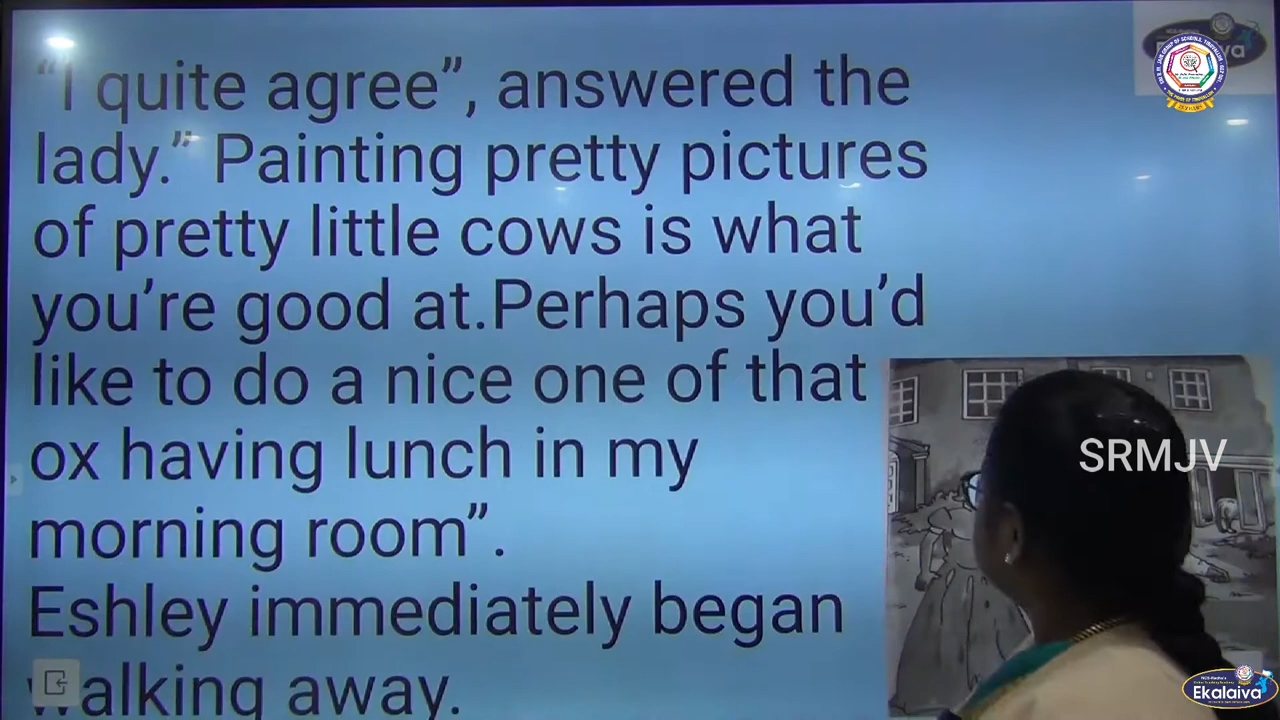 “I quite agree”, answered the
lady.” Painting pretty pictures
of pretty little cows is what
you’re good at.Perhaps you’d
like to do a nice one of that
ox having lunch in my
morning room”.
Eshley immediately began
walking away.
SRMJV
Ekalaiva